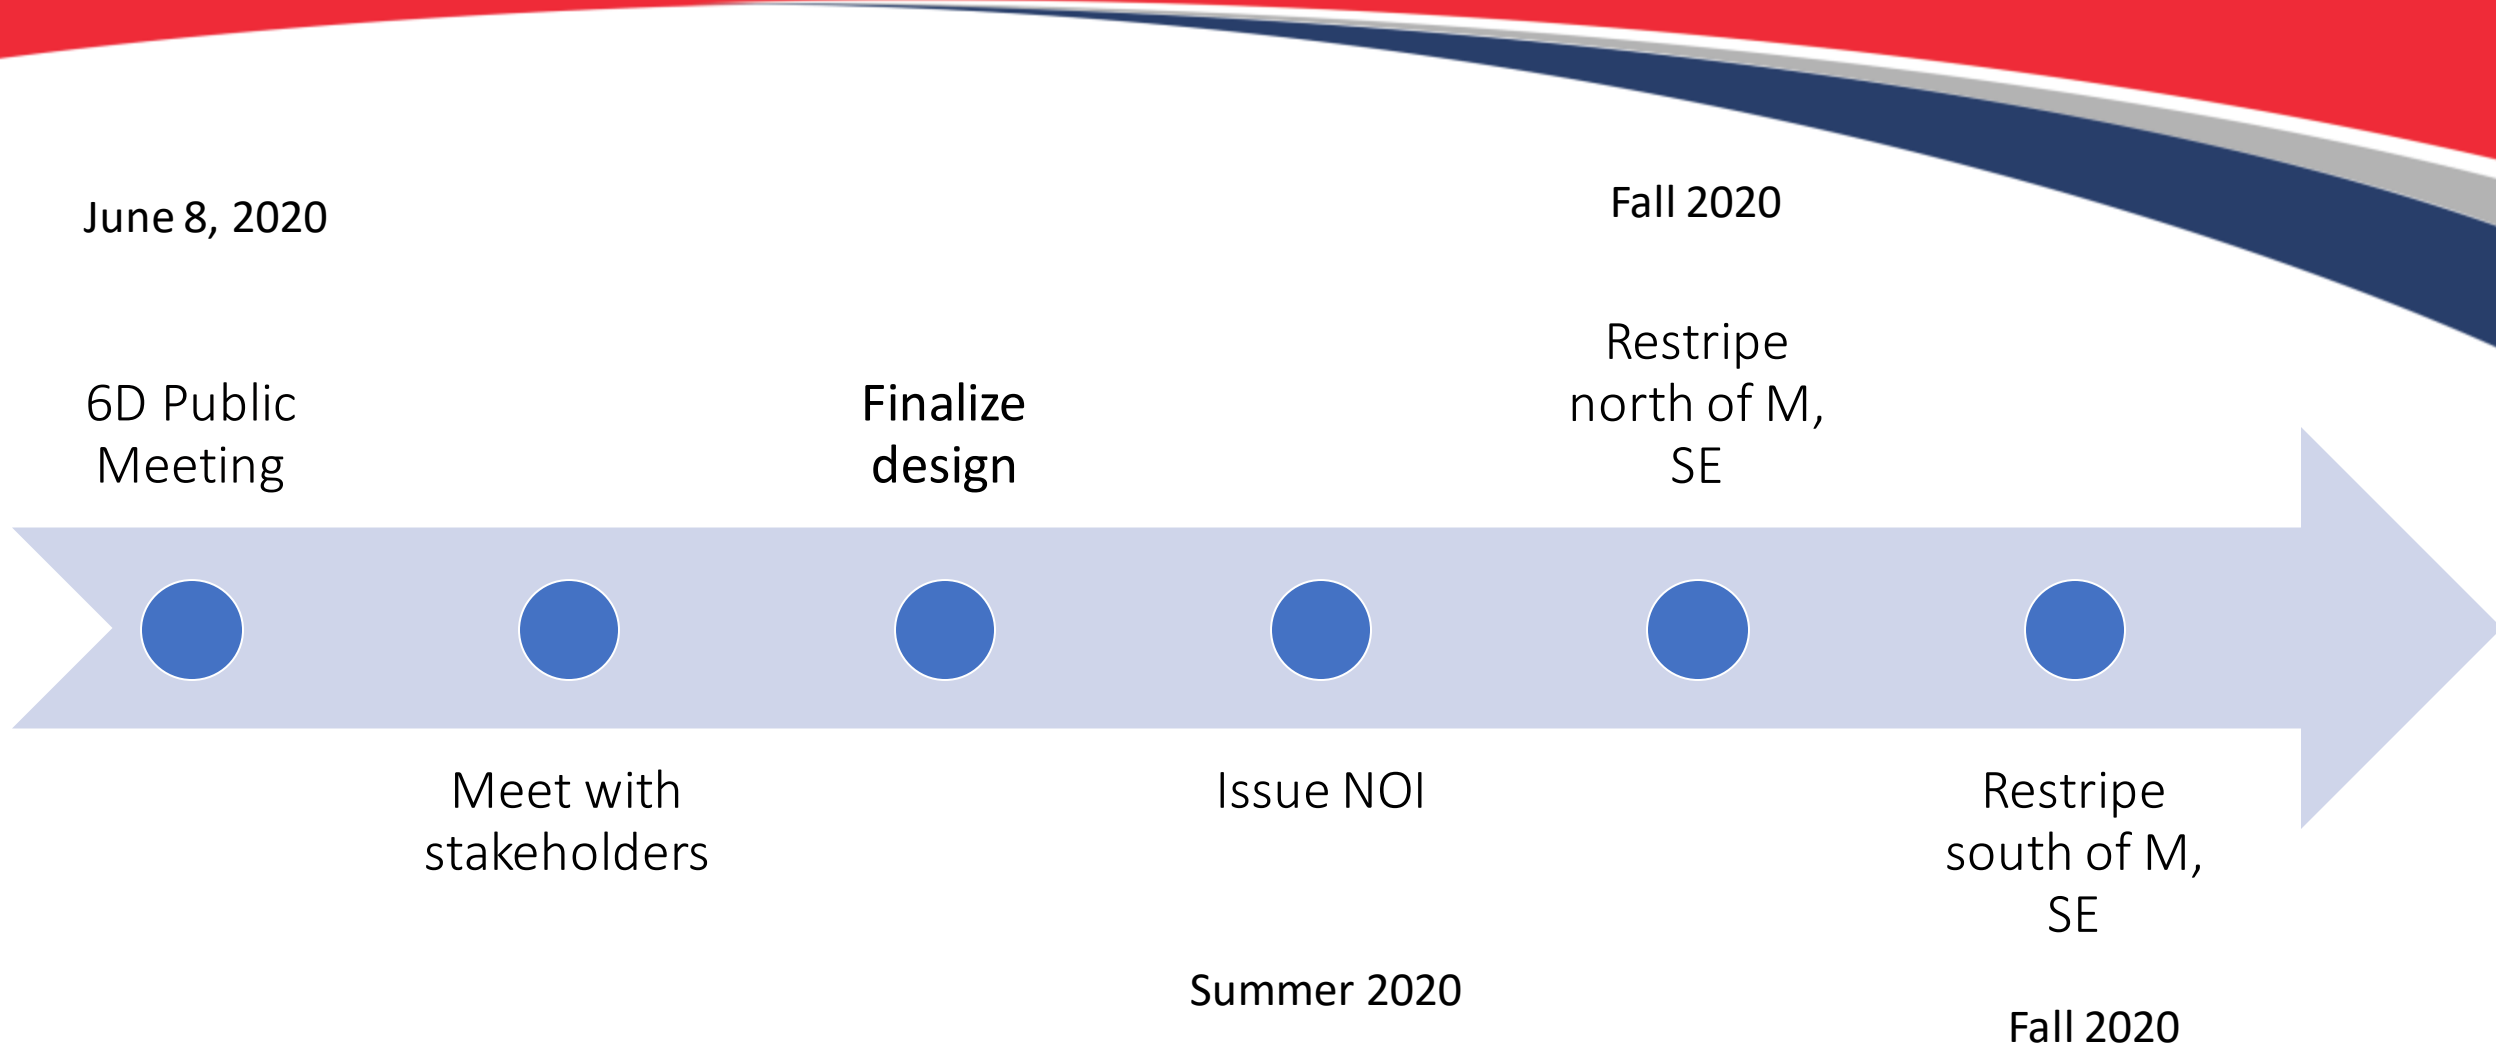 June 8, 2020
6D Public
Meeting
Meet with
stakeholders
Finalize
design
Issue NOI
Summer 2020
Fall 2020
Restripe
north of M,
SE
Restripe
south of M,
SE
Fall 2020